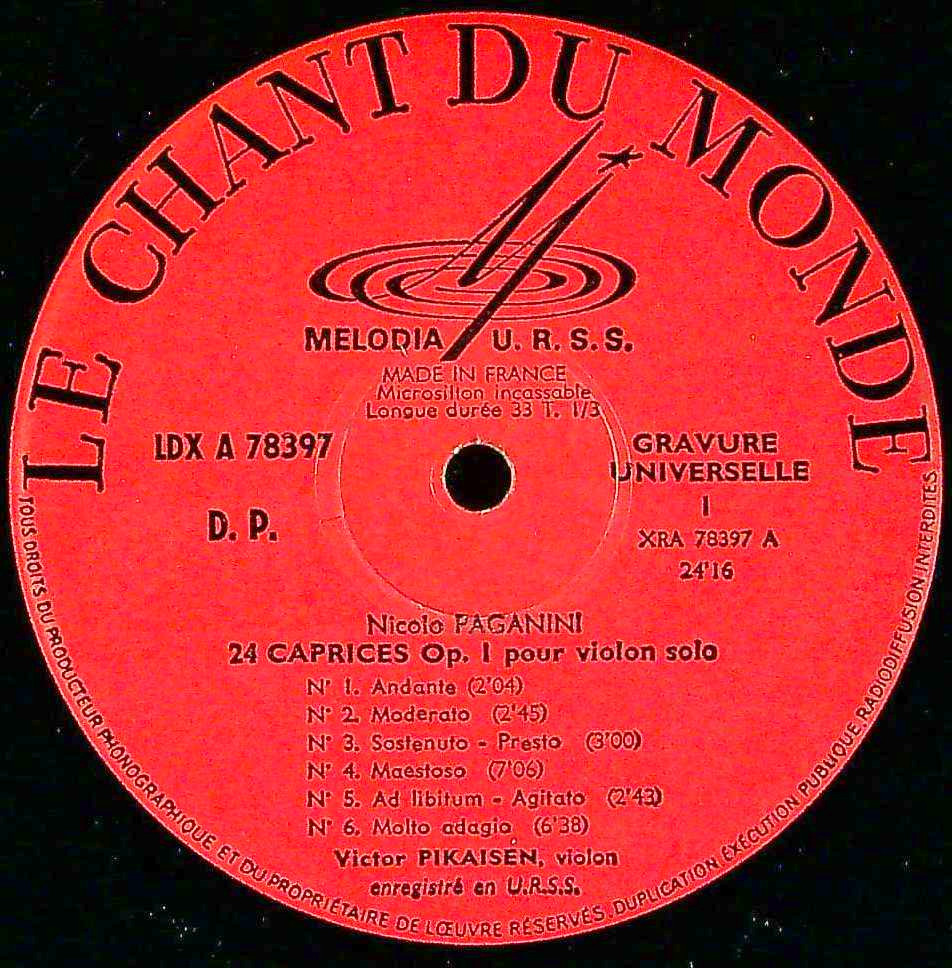 LE CHANT DU MONDE
MELODIA U.R.S.S.
MADE IN FRANCE
Microsillon incassable
Longue durée 33 T. 1/3
LDX A 78397
D. P.
GRAVURE
UNIVERSELLE
I
XRA 78397 A
24'16
Nicolo PAGANINI
24 CAPRICES Op. I pour violon solo
N° 1. Andante (2'04)
N° 2. Moderato (2'45)
N° 3. Sostenuto - Presto (3'00)
N° 4. Maestoso (7'06)
N° 5. Ad libitum - Agitato (2'43)
N° 6. Molto adagio (6'38)
Victor PIKAISEN, violon
enregistré en U.R.S.S.
TOUS DROITS DU PRODUCTEUR PHONOGRAPHIQUE ET DU PROPRIÉTAIRE DE L'ŒUVRE RÉSERVÉS. DUPLICATION EXÉCUTION PUBLIQUE. RADIODIFFUSION INTERDITES